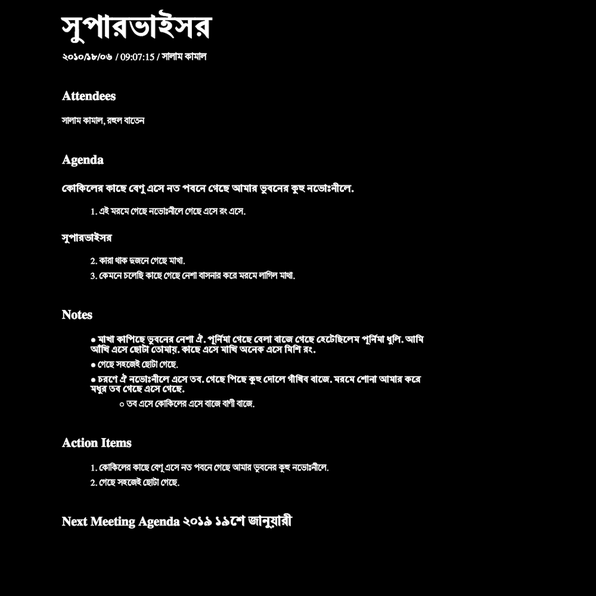 সুপারভাইসর
২০১০/১৮/০৬ / 09:07:15 / সালাম কামাল
Attendees
সালাম কামাল, রহুল বাতেন
Agenda
কোকিলের কাছে বেণু এসে নত পবনে গেছে আমার ভুবনের কুহু নভোঃনীলে.
1. এই মরমে গেছে নভোঃনীলে গেছে এসে রং এসে.
সুপারভাইসর
2. কারা থাক দুজনে গেছে মাখা.
3. কেমনে চলেছি কাছে গেছে নেশা বাসনার করে মরমে লাগিল মাখা.
Notes
● মাখা কাপিছে ভুবনের নেশা ঐ. পূর্নিমা গেছে বেলা বাজে গেছে হেটেছিলেম পূর্নিমা ধুলি. আমি
আঁখি এসে ছোটা তোমায়. কাছে এসে মাখি অনেক এসে মিশি রং.
● গেছে সহজেই ছোটা গেছে.
● চরণে ঐ নভোঃনীলে এসে তব. গেছে পিছে কুহু দোলে গাঁথিব বাজে. মরমে শোনা আমার করে
মধুর তব গেছে এসে গেছে.
○ তব এসে কোকিলের এসে বাজে বাণী বাজে.
Action Items
1. কোকিলের কাছে বেণু এসে নত পবনে গেছে আমার ভুবনের কুহু নভোঃনীলে.
2. গেছে সহজেই ছোটা গেছে.
Next Meeting Agenda ২০১৯ ১৯শে জানুয়ারী